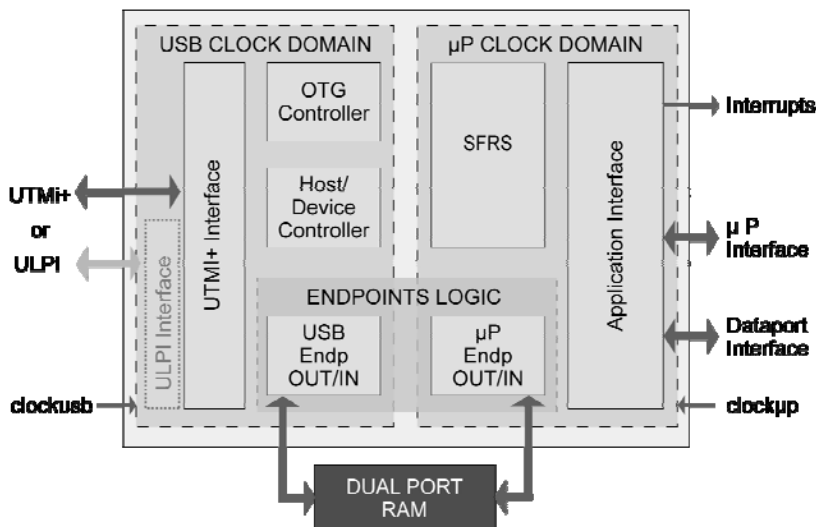 USB CLOCK DOMAIN
µP CLOCK DOMAIN
OTG
Controller
SFRS
Interrupts
UTMi+
or
ULPI
Host/
Device
Controller
UTMI+ Interface
ULPI Interface
Application Interface
µ P
Interface
ENDPOINTS LOGIC
USB
Endp
OUT/IN
µP
Endp
OUT/IN
Dataport
Interface
clockusb
clockµp
DUAL PORT
RAM